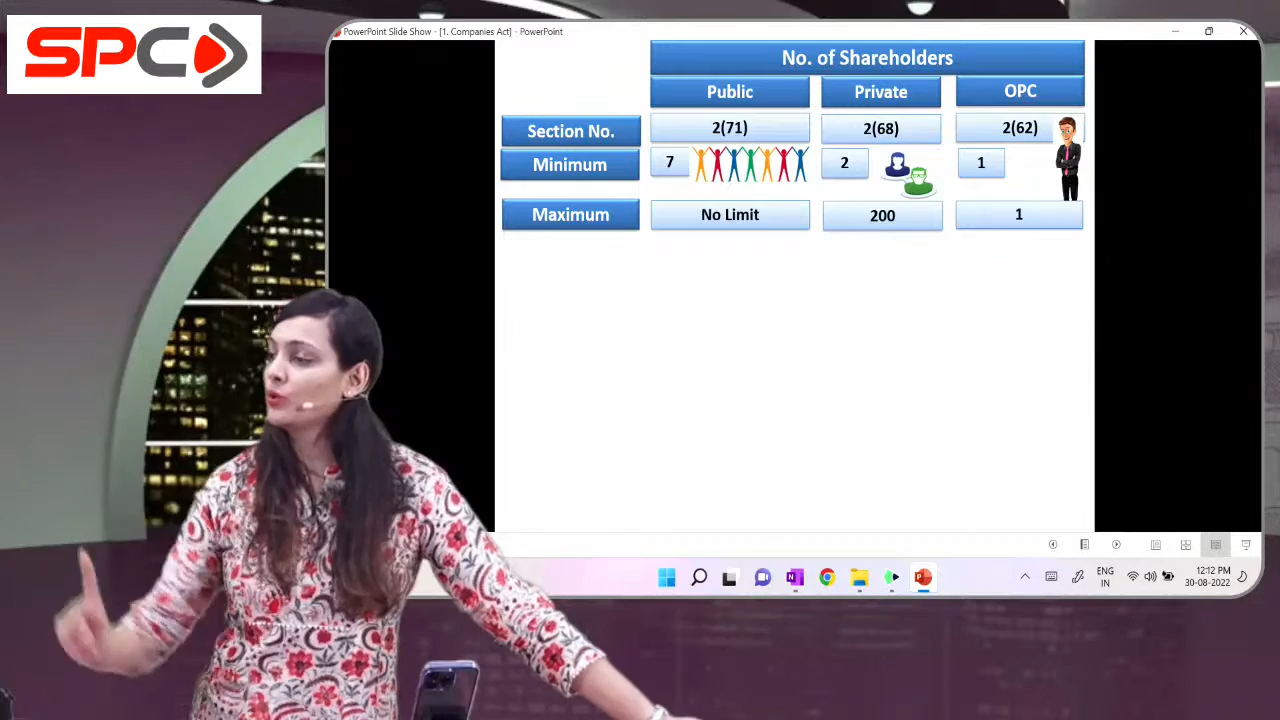 SPC
PowerPoint Slide Show - [1. Companies Act] - PowerPoint
No. of Shareholders
Public Private OPC
Section No. 2(71) 2(68) 2(62)
Minimum 7 2 1
Maximum No Limit 200 1
ENG
IN
12:12 PM
30-08-2022